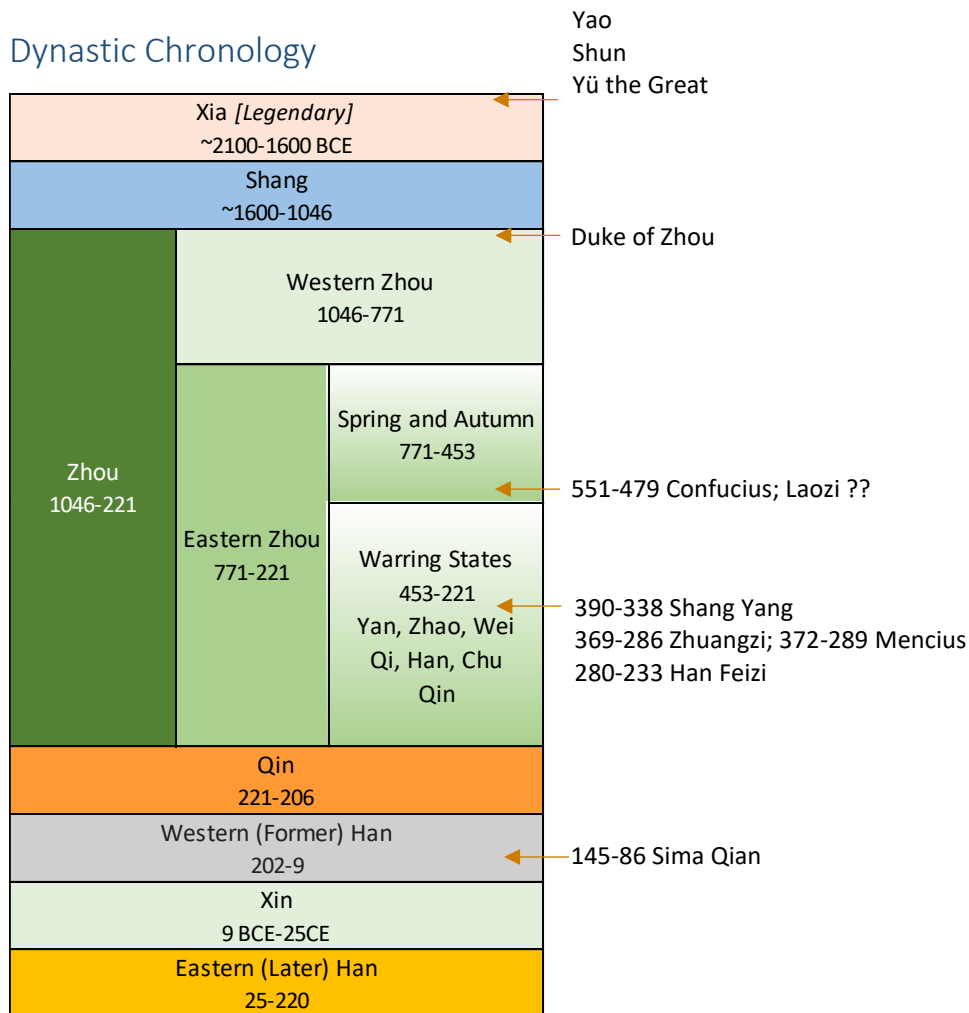 Yao
Shun
Yü the Great
Dynastic Chronology
Xia [Legendary]
~2100-1600 BCE
Shang
~1600-1046
Duke of Zhou
Western Zhou
1046-771
Zhou
1046-221
Eastern Zhou
771-221
Spring and Autumn
771-453
551-479 Confucius; Laozi ??
Warring States
453-221
Yan, Zhao, Wei
Qi, Han, Chu
Qin
390-338 Shang Yang
369-286 Zhuangzi; 372-289 Mencius
280-233 Han Feizi
Qin
221-206
Western (Former) Han
202-9
145-86 Sima Qian
Xin
9 BCE-25CE
Eastern (Later) Han
25-220